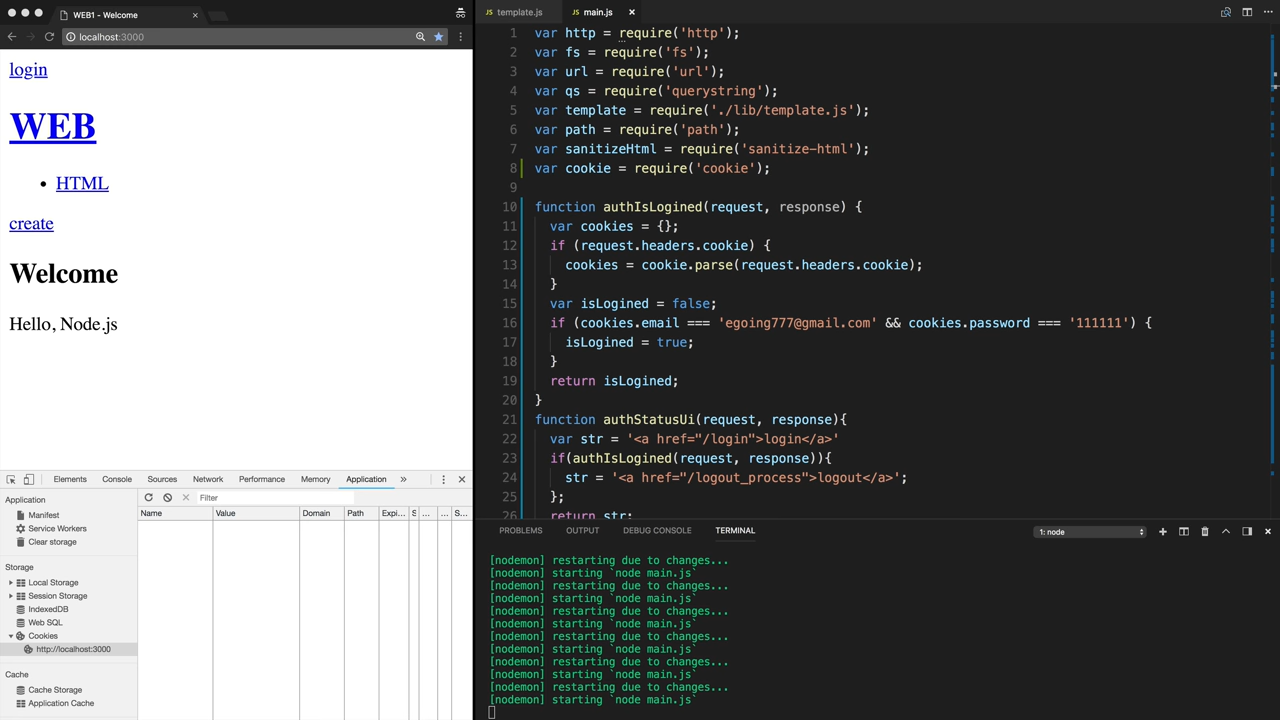 WEB1 - Welcome
localhost:3000
login
WEB
HTML
create
Welcome
Hello, Node.js
Elements Console Sources Network Performance Memory Application
Application
Manifest
Service Workers
Clear storage
Storage
Local Storage
Session Storage
IndexedDB
Web SQL
Cookies
http://localhost:3000
Cache
Cache Storage
Application Cache
Filter
Name Value Domain Path Expi... S ... ... S...
template.js main.js
1 var http = require('http');
2 var fs = require('fs');
3 var url = require('url');
4 var qs = require('querystring');
5 var template = require('./lib/template.js');
6 var path = require('path');
7 var sanitizeHtml = require('sanitize-html');
8 var cookie = require('cookie');
9
10 function authIsLogined(request, response) {
11 var cookies = {};
12 if (request.headers.cookie) {
13 cookies = cookie.parse(request.headers.cookie);
14 }
15 var isLogined = false;
16 if (cookies.email === 'egoing777@gmail.com' && cookies.password === '111111') {
17 isLogined = true;
18 }
19 return isLogined;
20 }
21 function authStatusUi(request, response){
22 var str = '<a href="/login">login</a>'
23 if(authIsLogined(request, response)){
24 str = '<a href="/logout_process">logout</a>';
25 };
26 return str;
PROBLEMS OUTPUT DEBUG CONSOLE TERMINAL 1: node
[nodemon] restarting due to changes...
[nodemon] starting `node main.js`
[nodemon] restarting due to changes...
[nodemon] starting `node main.js`
[nodemon] restarting due to changes...
[nodemon] starting `node main.js`
[nodemon] restarting due to changes...
[nodemon] starting `node main.js`
[nodemon] restarting due to changes...
[nodemon] starting `node main.js`
[nodemon] restarting due to changes...
[nodemon] starting `node main.js`